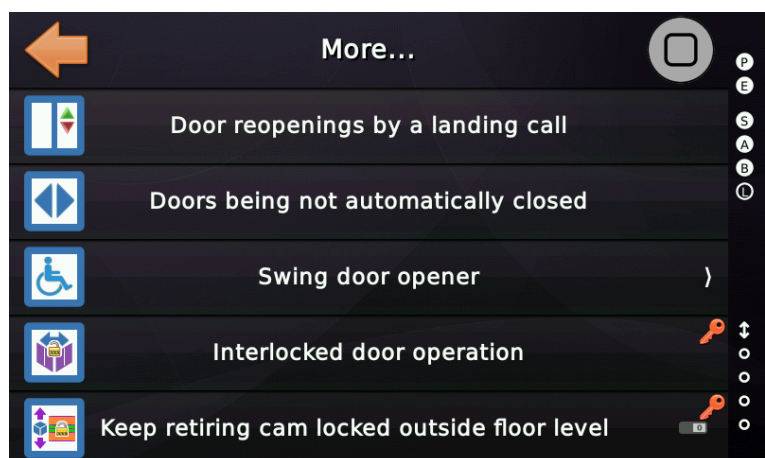 More...
P
E
Door reopenings by a landing call
S
A
B
Doors being not automatically closed
L
Swing door opener
Interlocked door operation
Keep retiring cam locked outside floor level
0